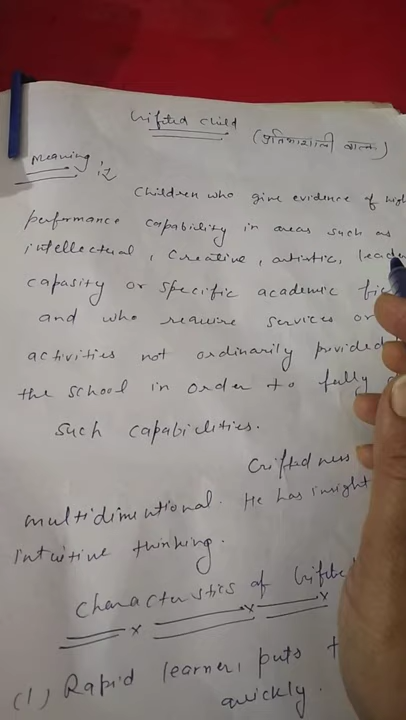 Gifted Child (प्रतिभाशाली बालक)
Meaning :-
Children who give evidence of high
performance capability in areas such as
intellectual, creative, artistic, leader
capasity or specific academic
and who require services or
activities not ordinarily provided
the school in order to fully
such capabilities.
Giftedness
multidimentional. He has insight
intuitive thinking.
Characteristics of Gifted
(1) Rapid learner, puts
quickly.